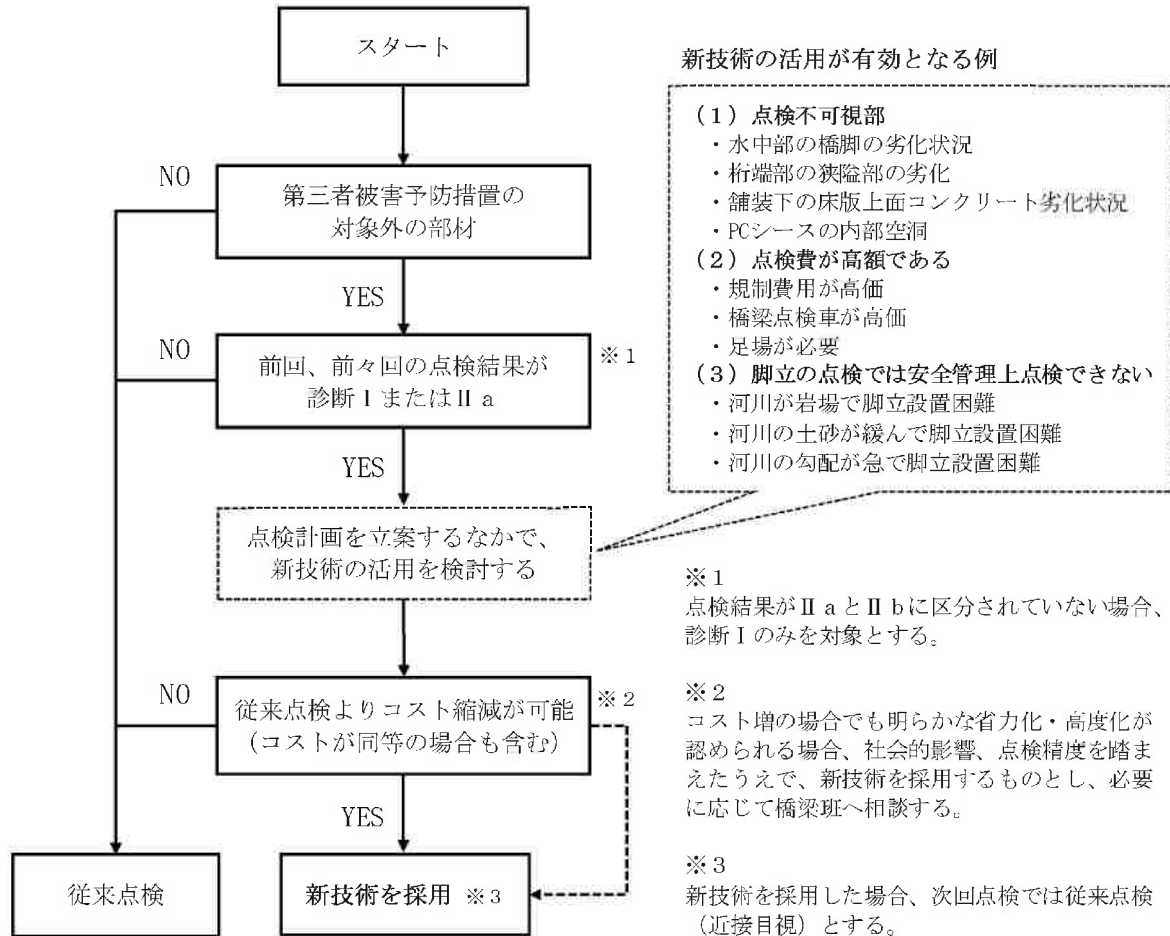 スタート
NO
第三者被害予防措置の
対象外の部材
YES
NO
前回、前々回の点検結果が
診断ⅠまたはⅡa
※1
YES
点検計画を立案するなかで、
新技術の活用を検討する
NO
従来点検よりコスト縮減が可能
(コストが同等の場合も含む)
※2
YES
従来点検
新技術を採用 ※3
新技術の活用が有効となる例
(1)点検不可視部
・水中部の橋脚の劣化状況
・桁端部の狭隘部の劣化
・舗装下の床版上面コンクリート劣化状況
・PCシースの内部空洞
(2)点検費が高額である
・規制費用が高価
・橋梁点検車が高価
・足場が必要
(3)脚立の点検では安全管理上点検できない
・河川が岩場で脚立設置困難
・河川の土砂が緩んで脚立設置困難
・河川の勾配が急で脚立設置困難
※1
点検結果がⅡaとⅡbに区分されていない場合、
診断Ⅰのみを対象とする。
※2
コスト増の場合でも明らかな省力化・高度化が
認められる場合、社会的影響、点検精度を踏ま
えたうえで、新技術を採用するものとし、必要
に応じて橋梁班へ相談する。
※3
新技術を採用した場合、次回点検では従来点検
(近接目視)とする。